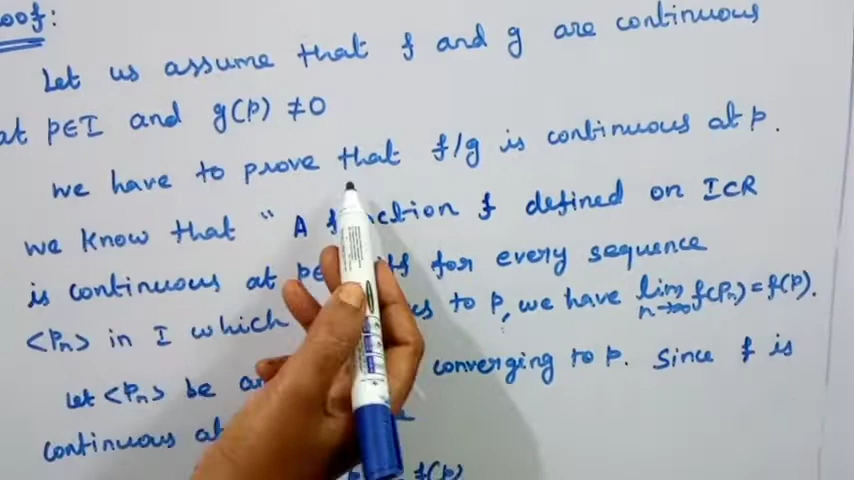 oof:
Let us assume that f and g are continuous
at p∈I and g(p) ≠0
we have to prove that f/g is continuous at p.
we know that " A function f defined on I⊂R
is continuous at p∈ iff for every sequence
<Pn> in I which to p, we have lim n→∞ f(Pn) = f(p).
Let <Pn> be converging to p. Since f is
continuous at
f(p)